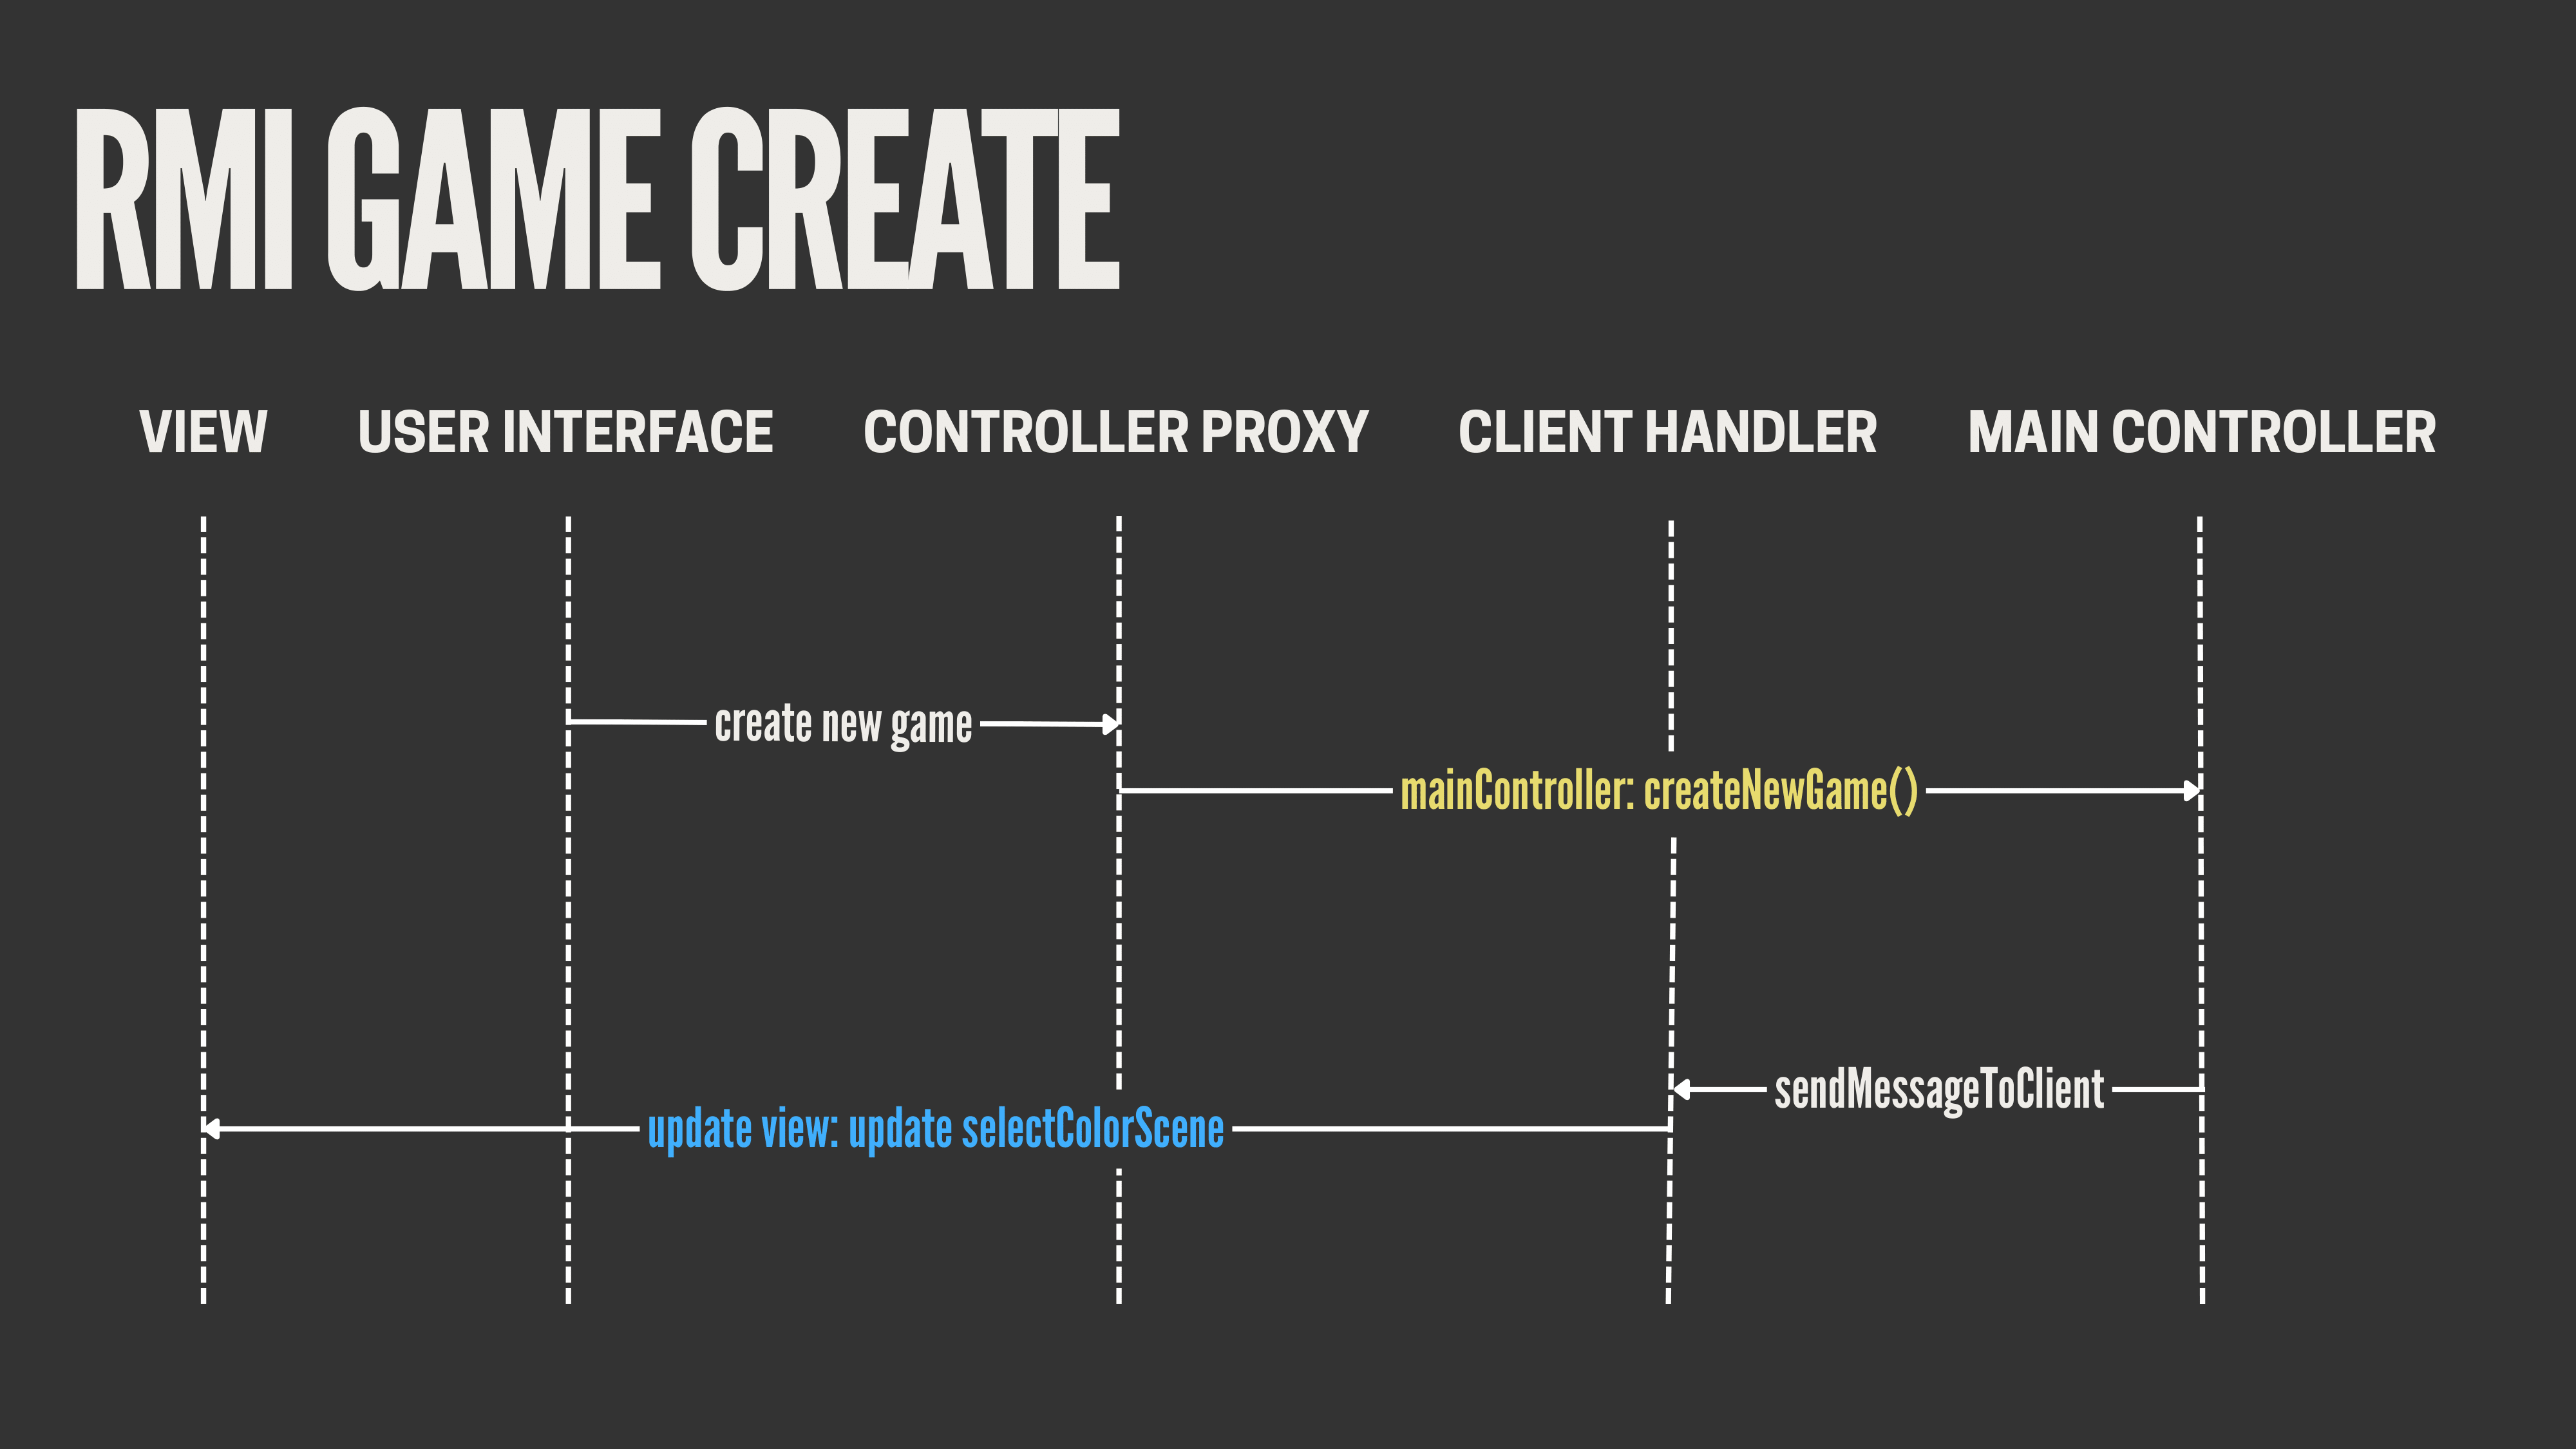 RMI GAME CREATE
VIEW
USER INTERFACE
CONTROLLER PROXY
CLIENT HANDLER
MAIN CONTROLLER
create new game
mainController: createNewGame()
sendMessageToClient
update view: update selectColorScene